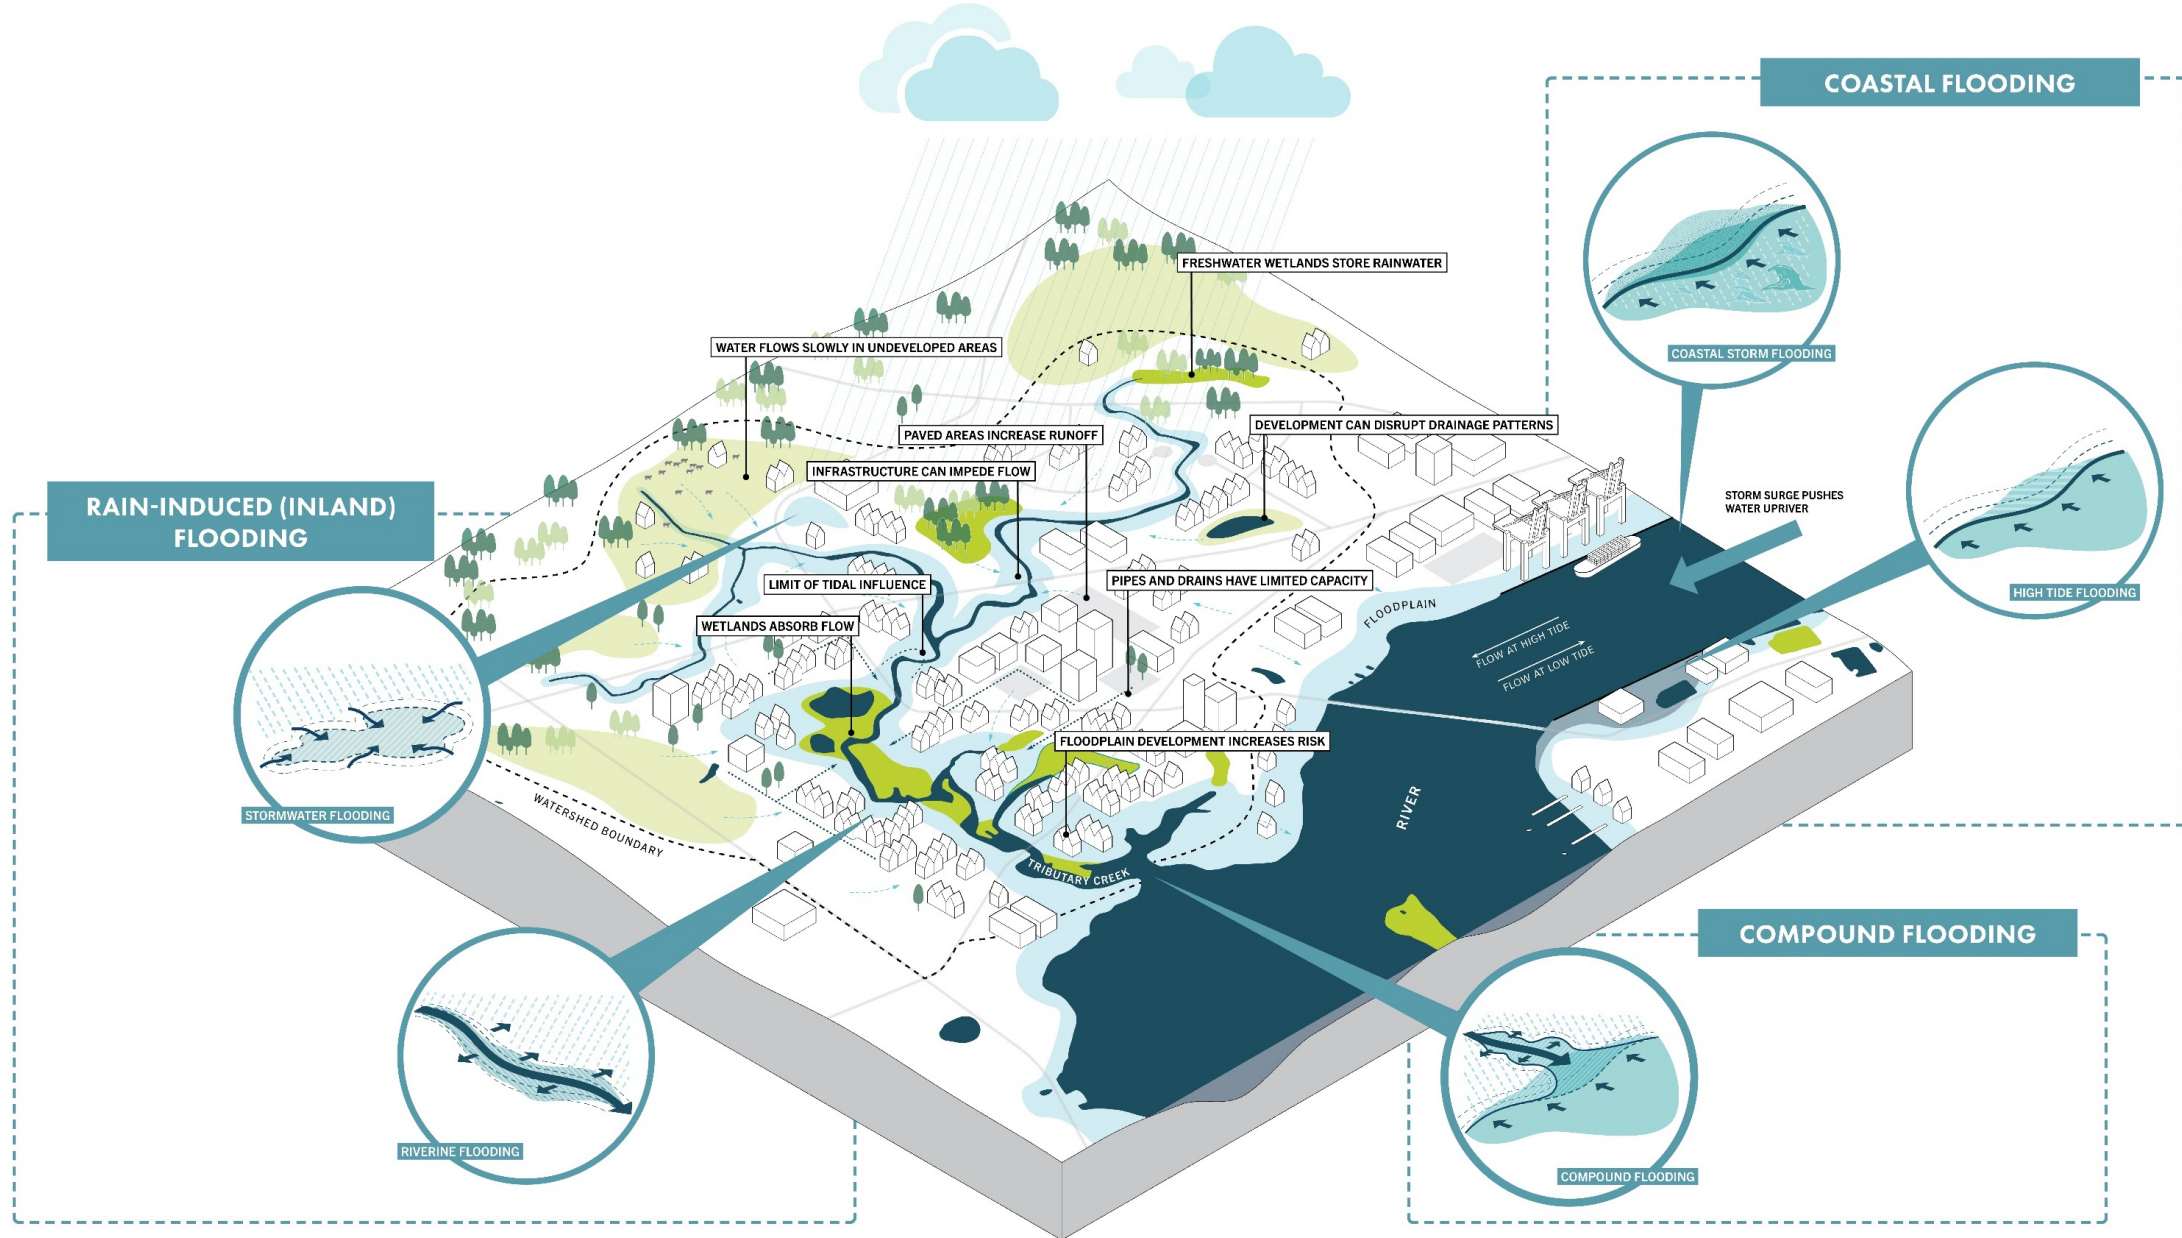 COASTAL FLOODING
FRESHWATER WETLANDS STORE RAINWATER
WATER FLOWS SLOWLY IN UNDEVELOPED AREAS
COASTAL STORM FLOODING
DEVELOPMENT CAN DISRUPT DRAINAGE PATTERNS
PAVED AREAS INCREASE RUNOFF
INFRASTRUCTURE CAN IMPEDE FLOW
RAIN-INDUCED (INLAND)
FLOODING
STORM SURGE PUSHES
WATER UPRIVER
LIMIT OF TIDAL INFLUENCE
PIPES AND DRAINS HAVE LIMITED CAPACITY
HIGH TIDE FLOODING
FLOODPLAIN
WETLANDS ABSORB FLOW
FLOW AT HIGH TIDE
FLOW AT LOW TIDE
FLOODPLAIN DEVELOPMENT INCREASES RISK
RIVER
STORMWATER FLOODING
WATERSHED BOUNDARY
TRIBUTARY CREEK
COMPOUND FLOODING
RIVERINE FLOODING
COMPOUND FLOODING